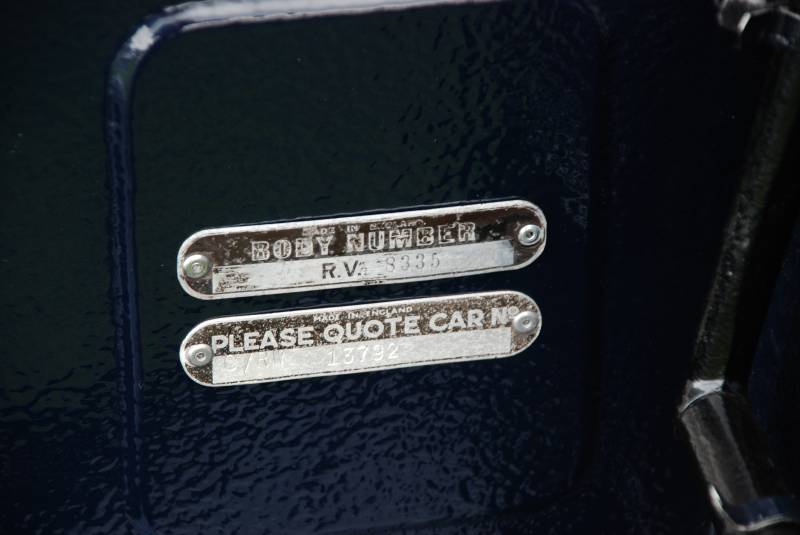 MADE IN ENGLAND.
BODY NUMBER
R.V. 8335
MADE IN ENGLAND
PLEASE QUOTE CAR Nº
13792